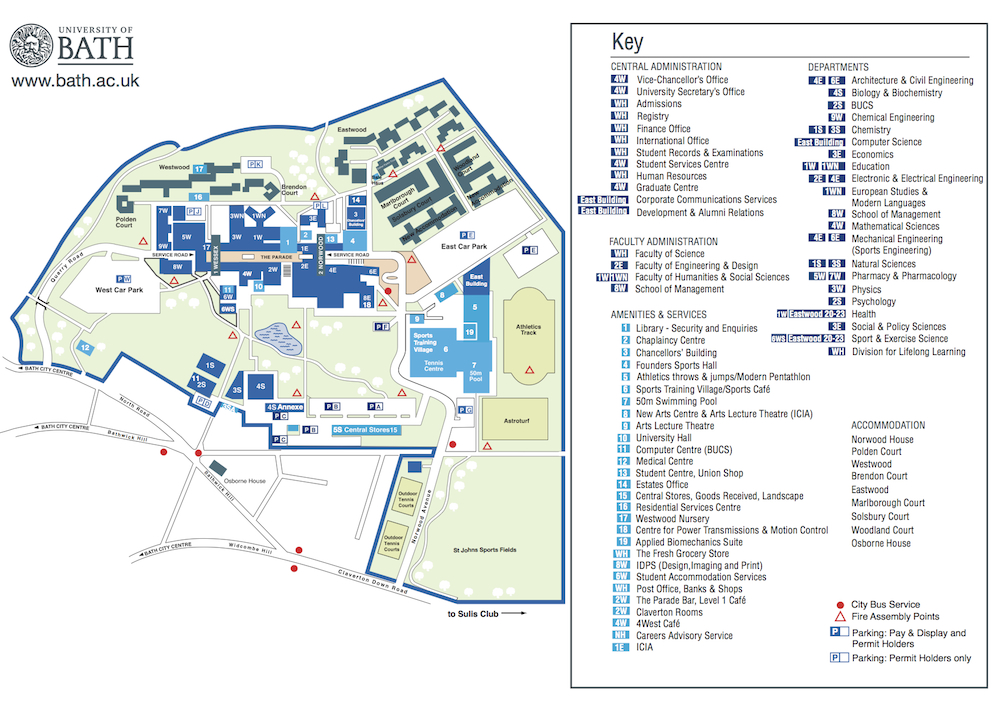 UNIVERSITY OF
BATH
www.bath.ac.uk
Eastwood
Westwood
17
P K
16
Brendon
Court
Polden
Court
Marlborough
Court
Solsbury Court
New Accommodation
Woodland
Court
New
Accommodation
P L
14
3
7W
P J
3WN
1WN
3E
2
13
4
5W
3W
1W
1
1E
9W
17
WESSEX
2 NORWOOD
SERVICE ROAD
THE PARADE
SERVICE ROAD
8W
4W
2W
2E
4E
6E
10
11
6W
6WS
8E
18
East Car Park
P E
P E
Quarry Road
P W
West Car Park
East
Building
8
5
P F
9
19
Sports
Training
Village
6
Tennis
Centre
7
50m
Pool
Athletics
Track
12
BATH CITY CENTRE
1S
11
2S
3S
4S
P D
4S Annexe
P C
P B
P A
P B
P C
5S Central Stores15
P G
Astroturf
North Road
BATH CITY CENTRE
Bathwick Hill
Bathwick Hill
Osborne House
Outdoor
Tennis
Courts
Outdoor
Tennis
Courts
Norwood Avenue
BATH CITY CENTRE
Widcombe Hill
Claverton Down Road
St Johns Sports Fields
to Sulis Club
Key
CENTRAL ADMINISTRATION
4W Vice-Chancellor's Office
4W University Secretary's Office
WH Admissions
WH Registry
WH Finance Office
WH International Office
WH Student Records & Examinations
4W Student Services Centre
WH Human Resources
4W Graduate Centre
East Building Corporate Communications Services
East Building Development & Alumni Relations
FACULTY ADMINISTRATION
WH Faculty of Science
2E Faculty of Engineering & Design
1W/1WN Faculty of Humanities & Social Sciences
8W School of Management
AMENITIES & SERVICES
1 Library - Security and Enquiries
2 Chaplaincy Centre
3 Chancellors' Building
4 Founders Sports Hall
5 Athletics throws & jumps/Modern Pentathlon
6 Sports Training Village/Sports Café
7 50m Swimming Pool
8 New Arts Centre & Arts Lecture Theatre (ICIA)
9 Arts Lecture Theatre
10 University Hall
11 Computer Centre (BUCS)
12 Medical Centre
13 Student Centre, Union Shop
14 Estates Office
15 Central Stores, Goods Received, Landscape
16 Residential Services Centre
17 Westwood Nursery
18 Centre for Power Transmissions & Motion Control
19 Applied Biomechanics Suite
WH The Fresh Grocery Store
8W IDPS (Design,Imaging and Print)
6W Student Accommodation Services
WH Post Office, Banks & Shops
2W The Parade Bar, Level 1 Café
2W Claverton Rooms
4W 4West Café
NH Careers Advisory Service
1E ICIA
DEPARTMENTS
4E 6E Architecture & Civil Engineering
4S Biology & Biochemistry
2S BUCS
9W Chemical Engineering
1S 3S Chemistry
East Building Computer Science
3E Economics
1W 1WN Education
2E 4E Electronic & Electrical Engineering
1WN European Studies &
Modern Languages
8W School of Management
4W Mathematical Sciences
4E 6E Mechanical Engineering
(Sports Engineering)
1S 3S Natural Sciences
5W 7W Pharmacy & Pharmacology
3W Physics
2S Psychology
1W Eastwood 20-23 Health
3E Social & Policy Sciences
6WS Eastwood 20-23 Sport & Exercise Science
WH Division for Lifelong Learning
ACCOMMODATION
Norwood House
Polden Court
Westwood
Brendon Court
Eastwood
Marlborough Court
Solsbury Court
Woodland Court
Osborne House
City Bus Service
Fire Assembly Points
P Parking: Pay & Display and
Permit Holders
P Parking: Permit Holders only